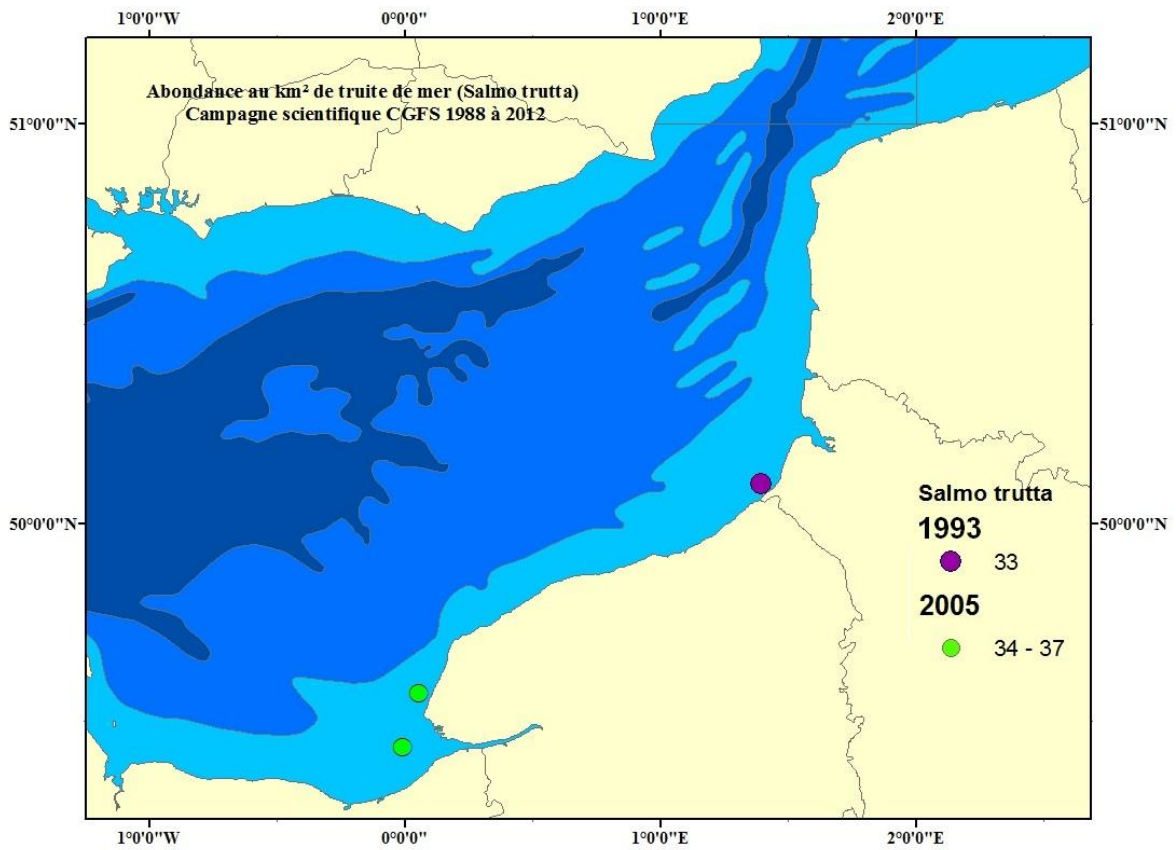 1°0'0"W 0°0'0" 1°0'0"E 2°0'0"E
Abondance au km² de truite de mer (Salmo trutta)
Campagne scientifique CGFS 1988 à 2012
51°0'0"N 51°0'0"N
Salmo trutta
50°0'0"N 50°0'0"N
1993
33
2005
34 - 37
1°0'0"W 0°0'0" 1°0'0"E 2°0'0"E